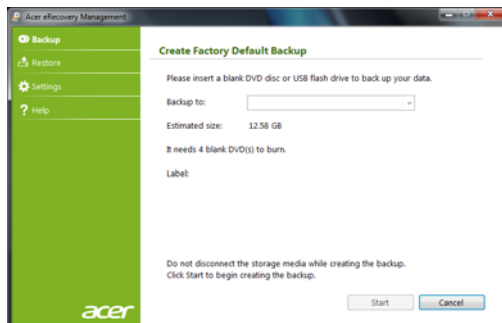 Acer eRecovery Management
Backup
Restore
Settings
Help
Create Factory Default Backup
Please insert a blank DVD disc or USB flash drive to back up your data.
Backup to:
Estimated size: 12.58 GB
It needs 4 blank DVD(s) to burn.
Label:
Do not disconnect the storage media while creating the backup.
Click Start to begin creating the backup.
Start Cancel
acer